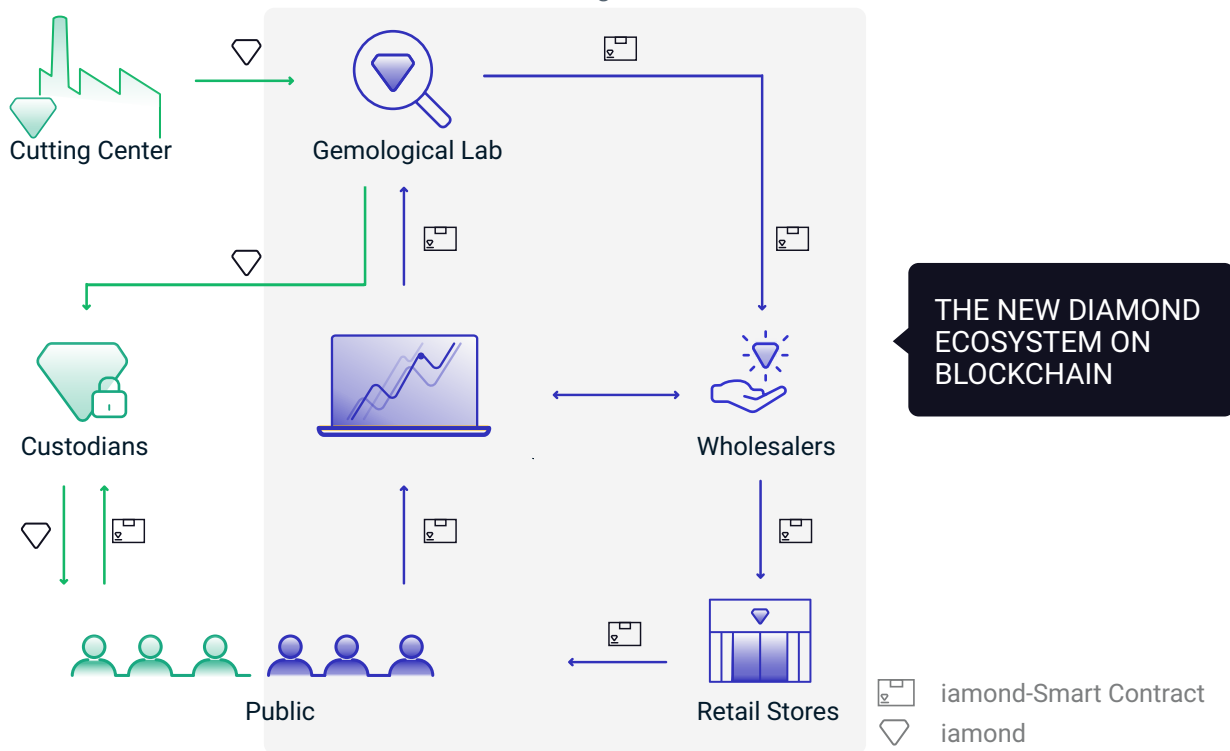 Cutting Center
Gemological Lab
THE NEW DIAMOND
ECOSYSTEM ON
BLOCKCHAIN
Custodians
Wholesalers
Public
Retail Stores
iamond-Smart Contract
iamond